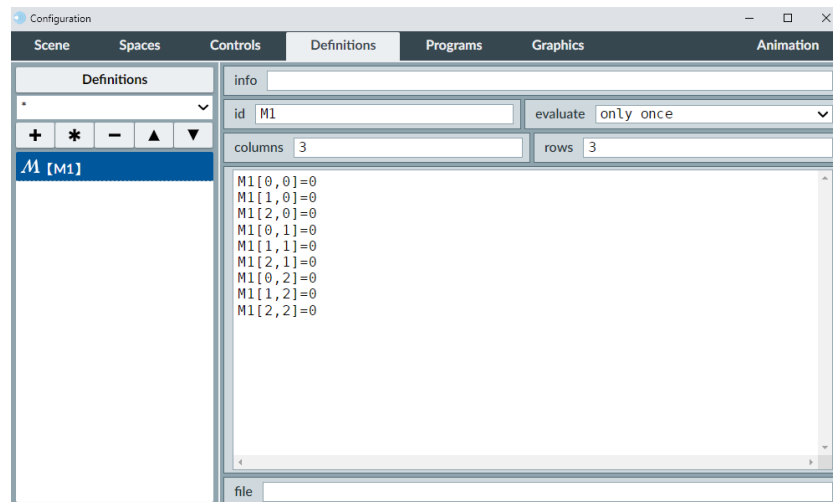 Configuration
Scene Spaces Controls Definitions Programs Graphics Animation
Definitions
*
info
id M1
evaluate only once
columns 3
rows 3
M [M1]
M1[0,0]=0
M1[1,0]=0
M1[2,0]=0
M1[0,1]=0
M1[1,1]=0
M1[2,1]=0
M1[0,2]=0
M1[1,2]=0
M1[2,2]=0
file